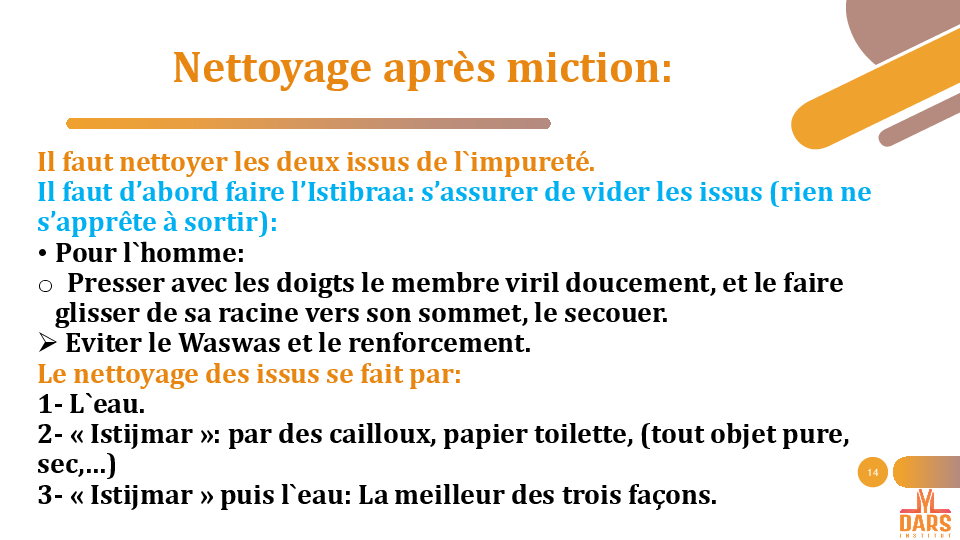 Nettoyage après miction:
Il faut nettoyer les deux issus de l`impureté.
Il faut d’abord faire l’Istibraa: s’assurer de vider les issus (rien ne
s’apprête à sortir):
• Pour l`homme:
o Presser avec les doigts le membre viril doucement, et le faire
glisser de sa racine vers son sommet, le secouer.
➢ Eviter le Waswas et le renforcement.
Le nettoyage des issus se fait par:
1- L`eau.
2- « Istijmar »: par des cailloux, papier toilette, (tout objet pure,
sec,…)
3- « Istijmar » puis l`eau: La meilleur des trois façons.
14
DARS
INSTITUT